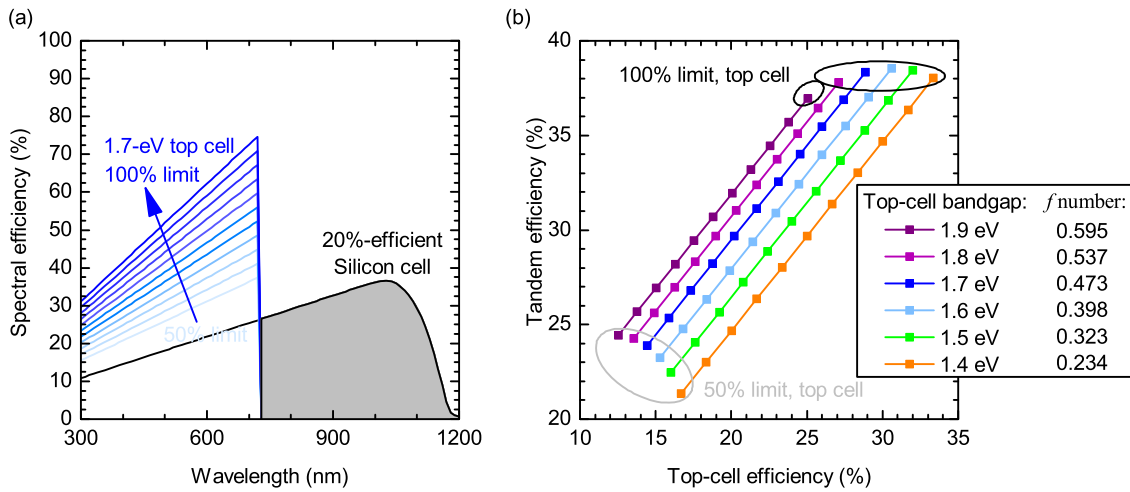 (a)
100
90
80
70
60
50
40
30
20
10
0
Spectral efficiency (%)
1.7-eV top cell
100% limit
50% limit
20%-efficient
Silicon cell
300
600
900
1200
Wavelength (nm)
(b)
40
35
30
25
20
Tandem efficiency (%)
100% limit, top cell
50% limit, top cell
Top-cell bandgap: f number:
1.9 eV 0.595
1.8 eV 0.537
1.7 eV 0.473
1.6 eV 0.398
1.5 eV 0.323
1.4 eV 0.234
10
15
20
25
30
35
Top-cell efficiency (%)